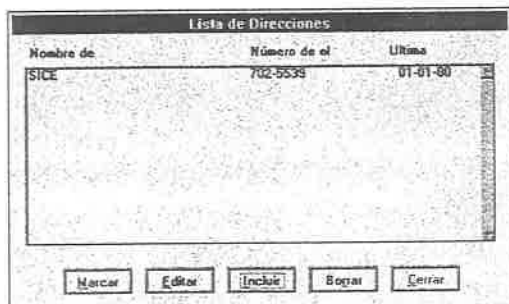 Lista de Direcciones
Nombre de Número de el Ultima
SICE 702-5539 01-01-80
Marcar Editar Incluir Borrar Cerrar